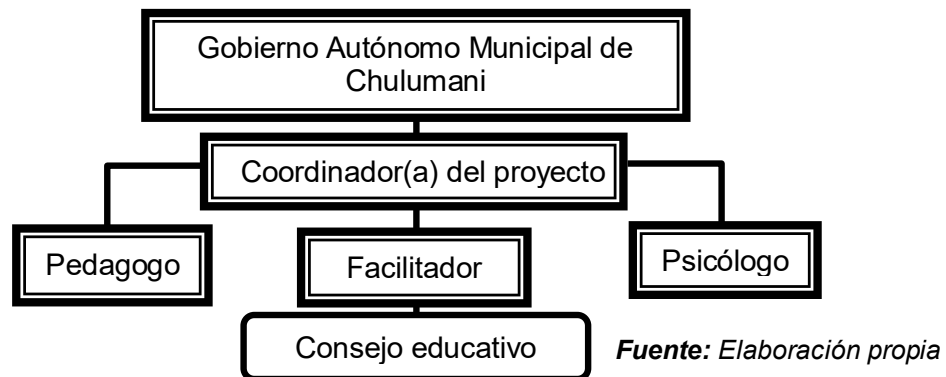 Gobierno Autónomo Municipal de
Chulumani
Coordinador(a) del proyecto
Pedagogo
Facilitador
Psicólogo
Consejo educativo
Fuente: Elaboración propia